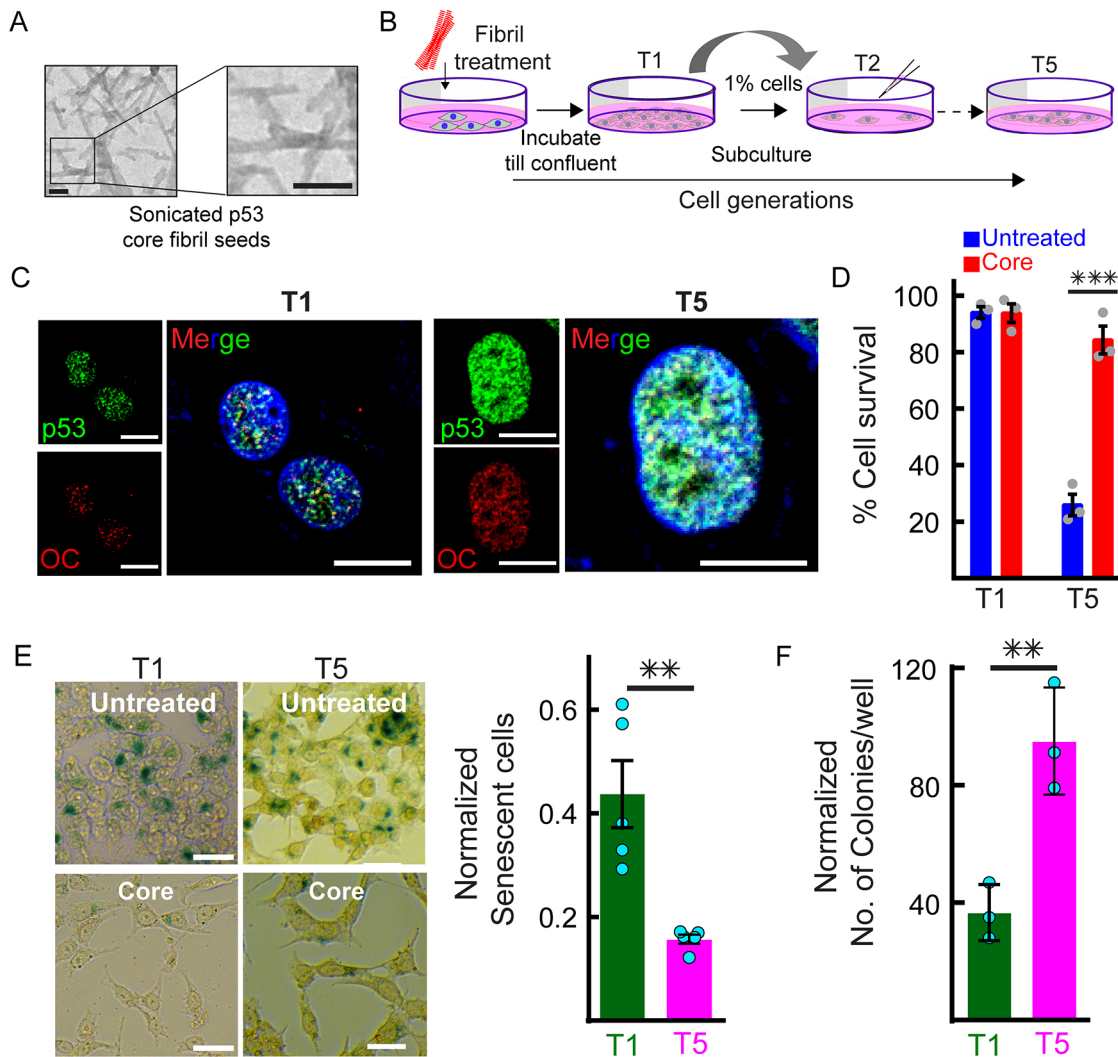 A
Sonicated p53
core fibril seeds
B
Fibril
treatment
T1
1% cells
T2
T5
Incubate
till confluent
Subculture
Cell generations
C
T1
T5
p53
OC
Merge
p53
OC
Merge
D
Untreated
Core
% Cell survival
100
80
60
40
20
***
T1
T5
E
T1
T5
Untreated
Untreated
Core
Core
Normalized
Senescent cells
0.6
0.4
0.2
**
T1
T5
F
Normalized
No. of Colonies/well
120
80
40
**
T1
T5